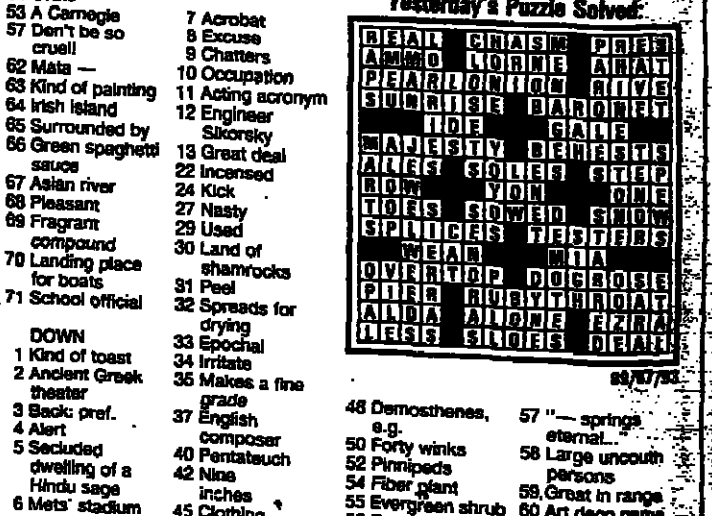 53 A Carnegie
57 Don't be so
cruel!
62 Mata —
63 Kind of painting
64 Irish island
65 Surrounded by
66 Green spaghetti
sauce
67 Asian river
68 Pleasant
69 Fragrant
compound
70 Landing place
for boats
71 School official
DOWN
1 Kind of toast
2 Ancient Greek
theater
3 Back: pref.
4 Alert
5 Secluded
dwelling of a
Hindu sage
6 Mets' stadium
7 Acrobat
8 Excuse
9 Chatters
10 Occupation
11 Acting acronym
12 Engineer
Sikorsky
13 Great deal
22 Incensed
24 Kick
27 Nasty
29 Used
30 Land of
shamrocks
31 Peel
32 Spreads for
drying
33 Epochal
34 Irritate
35 Makes a fine
grade
37 English
composer
40 Pentateuch
42 Nine
inches
45 Clothing
Yesterday's Puzzle Solved:
REAL CHASM PRES
AMMO LORNE ARAT
PEARLONION RIVE
SUNRISE BARONET
IDE GALE
MAJESTY BEHESTS
ALES SOLES STEP
ROW YON ONE
TOES SOWED SNOW
SPLICES TESTERS
WEAN MIA
OVERTOP DOGROSE
PIER RUBYTHROAT
ALDA ALONE EZRA
LESS SLOES DEAL
48 Demosthenes,
e.g.
50 Forty winks
52 Pinnipeds
54 Fiber plant
55 Evergreen shrub
57 "— springs
eternal..."
58 Large uncouth
persons
59 Great in range
60 Art deco name